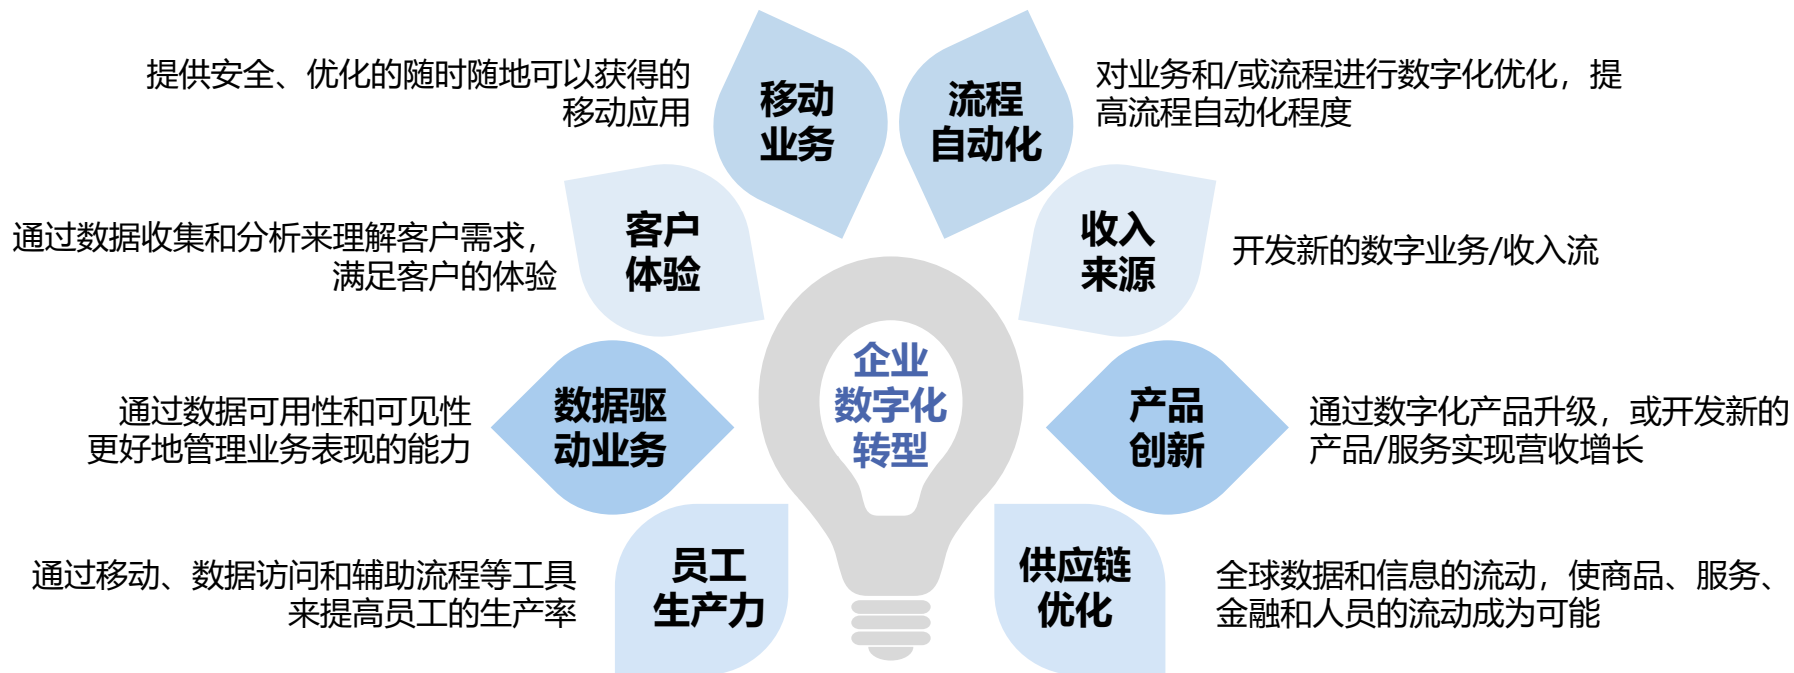 提供安全、优化的随时随地可以获得的
移动应用
移动
业务
流程
自动化
对业务和/或流程进行数字化优化，提
高流程自动化程度
通过数据收集和分析来理解客户需求，
满足客户的体验
客户
体验
收入
来源
开发新的数字业务/收入流
企业
数字化
转型
通过数据可用性和可见性
更好地管理业务表现的能力
数据驱
动业务
产品
创新
通过数字化产品升级，或开发新的
产品/服务实现营收增长
通过移动、数据访问和辅助流程等工具
来提高员工的生产率
员工
生产力
供应链
优化
全球数据和信息的流动，使商品、服务、
金融和人员的流动成为可能